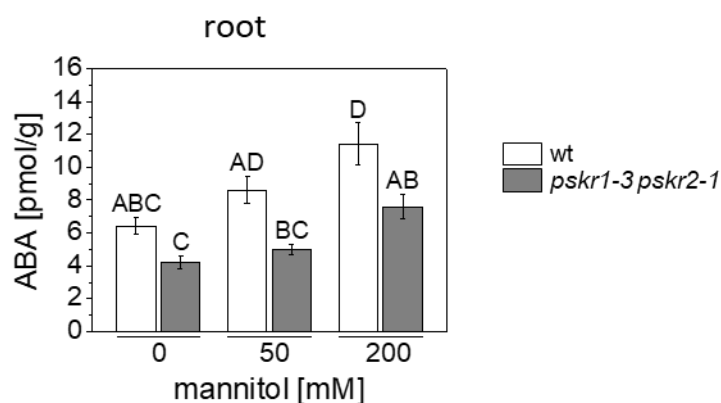 root
ABA [pmol/g]
16
14
12
10
8
6
4
2
0
ABC
C
AD
BC
D
AB
0
50
200
mannitol [mM]
wt
pskr1-3 pskr2-1